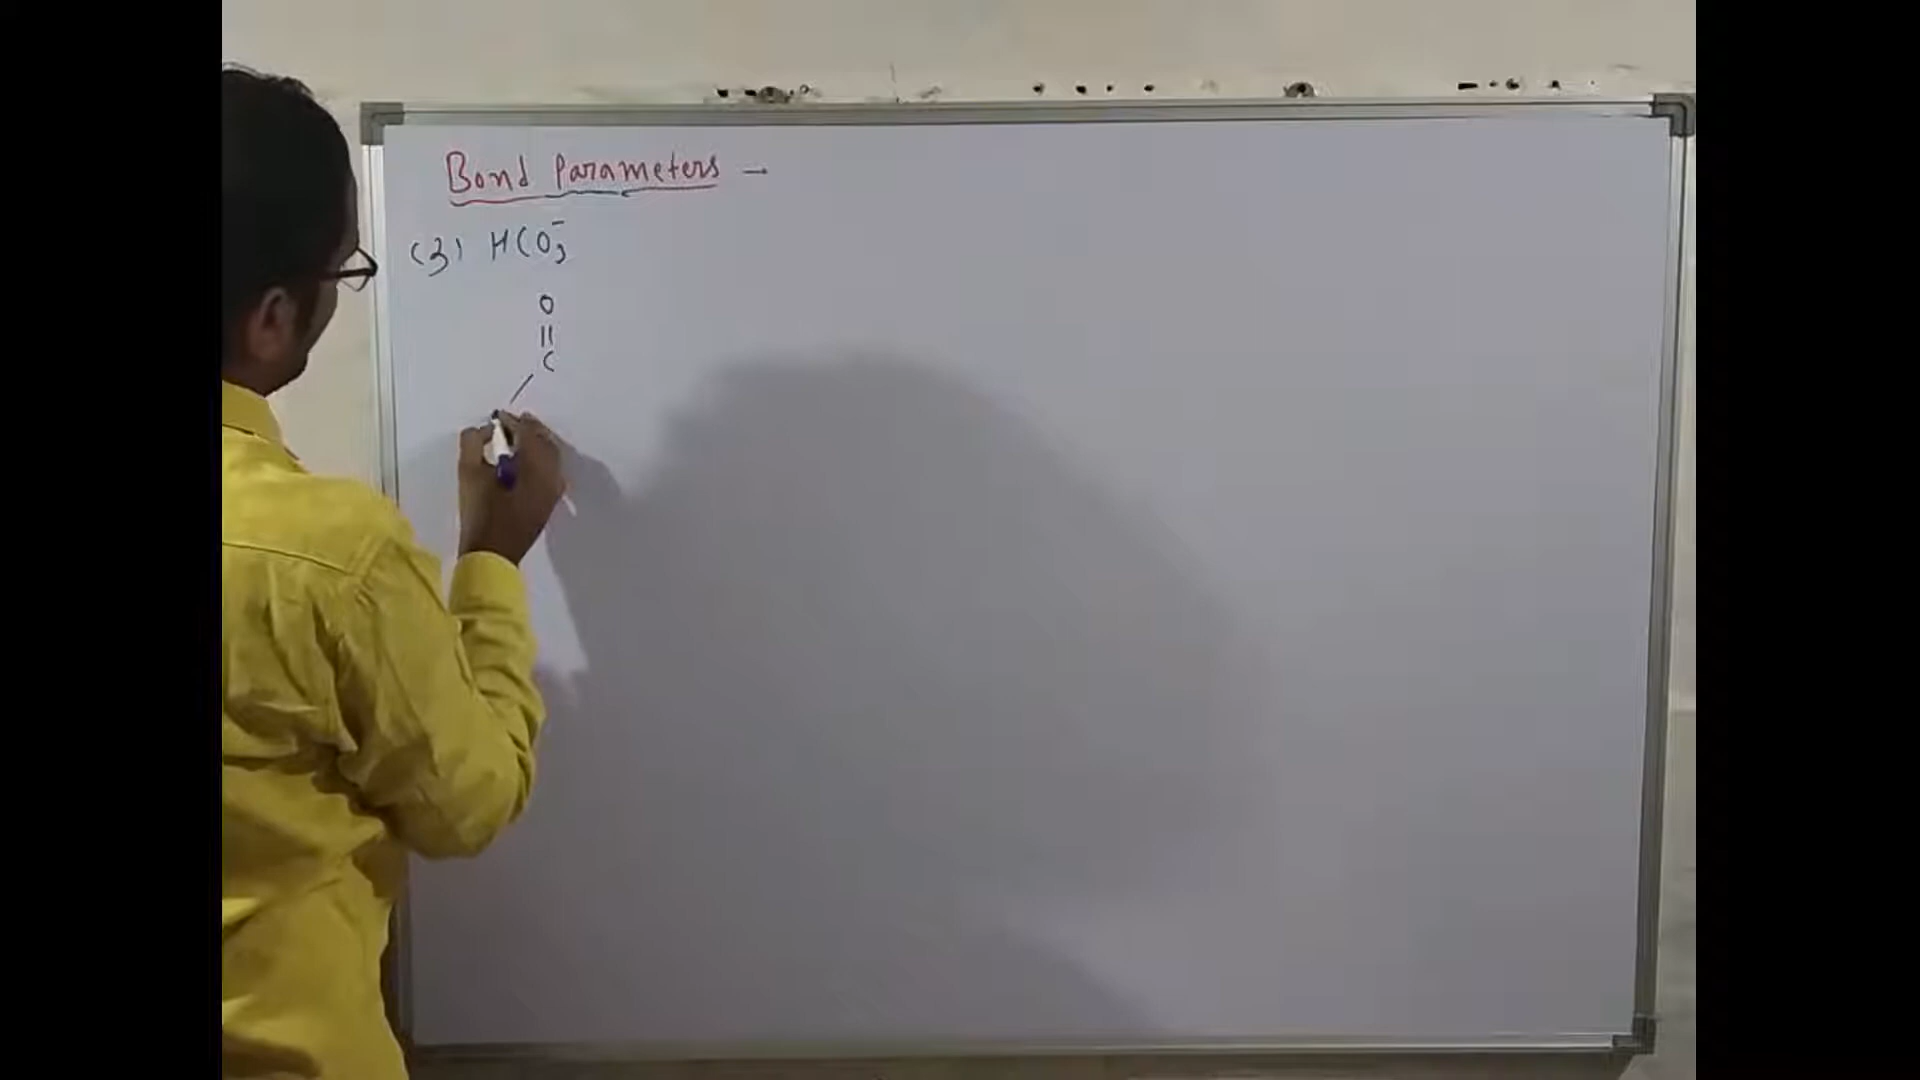 Bond Parameters →
(3) HCO₃⁻
O
||
C
/